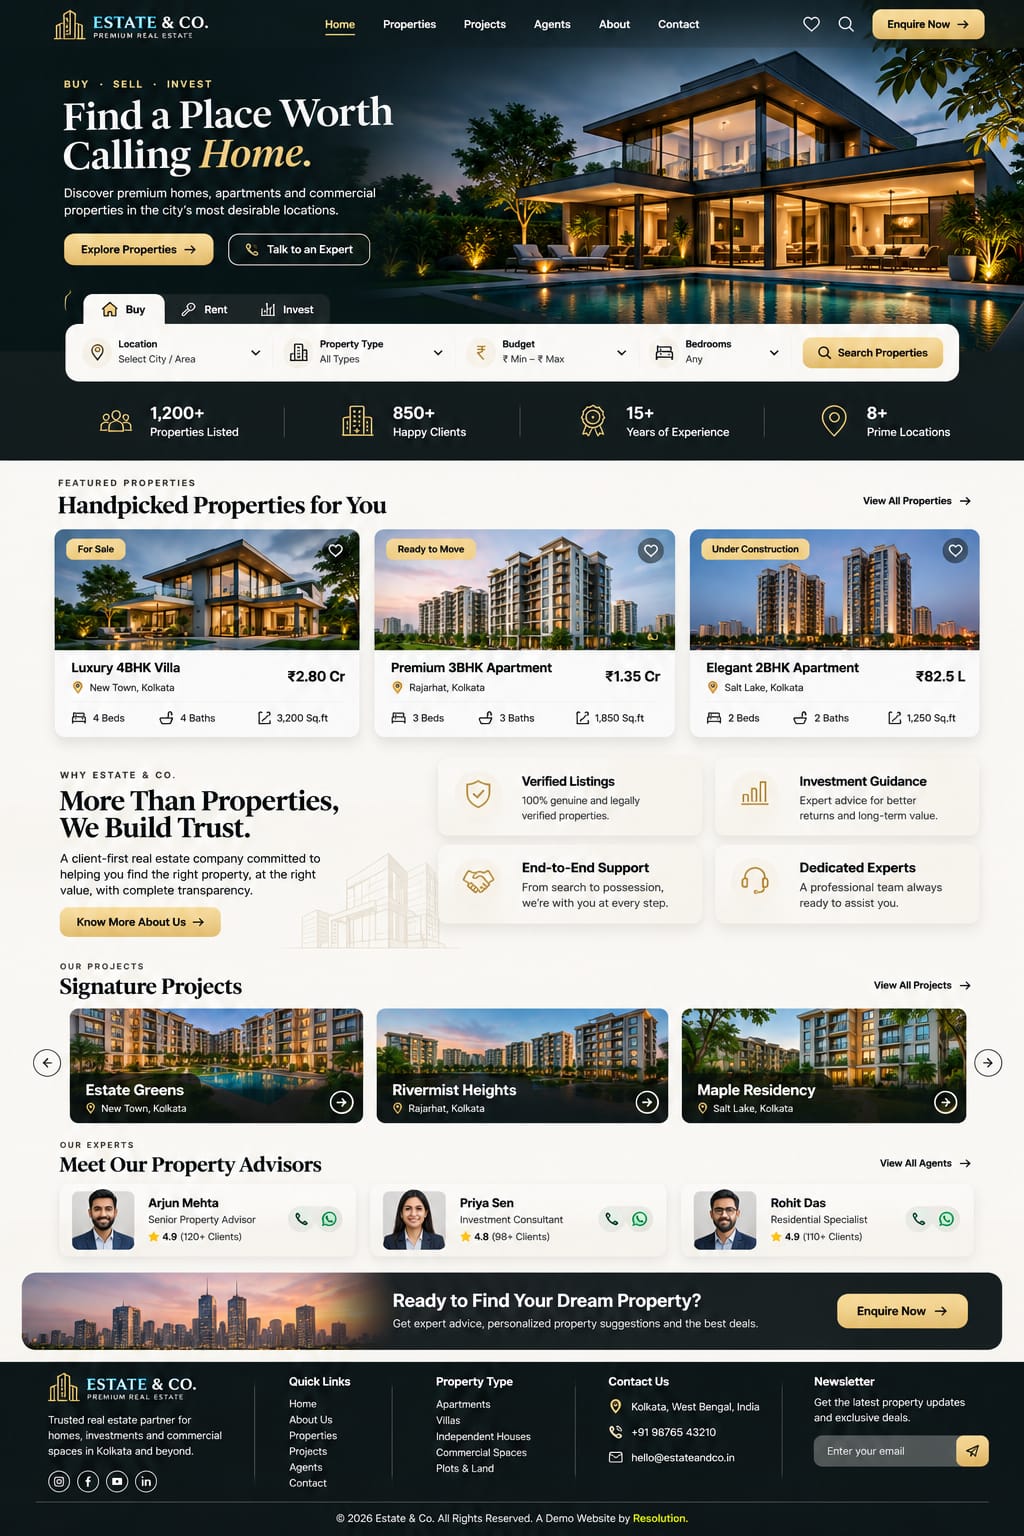 ESTATE & CO.
PREMIUM REAL ESTATE
Home
Properties
Projects
Agents
About
Contact
Enquire Now
BUY · SELL · INVEST
Find a Place Worth
Calling Home.
Discover premium homes, apartments and commercial
properties in the city's most desirable locations.
Explore Properties
Talk to an Expert
Buy
Rent
Invest
Location
Select City / Area
Property Type
All Types
Budget
₹ Min – ₹ Max
Bedrooms
Any
Search Properties
1,200+
Properties Listed
850+
Happy Clients
15+
Years of Experience
8+
Prime Locations
FEATURED PROPERTIES
Handpicked Properties for You
View All Properties
For Sale
Luxury 4BHK Villa
New Town, Kolkata
₹2.80 Cr
4 Beds
4 Baths
3,200 Sq.ft
Ready to Move
Premium 3BHK Apartment
Rajarhat, Kolkata
₹1.35 Cr
3 Beds
3 Baths
1,850 Sq.ft
Under Construction
Elegant 2BHK Apartment
Salt Lake, Kolkata
₹82.5 L
2 Beds
2 Baths
1,250 Sq.ft
WHY ESTATE & CO.
More Than Properties,
We Build Trust.
A client-first real estate company committed to
helping you find the right property, at the right
value, with complete transparency.
Know More About Us
Verified Listings
100% genuine and legally
verified properties.
Investment Guidance
Expert advice for better
returns and long-term value.
End-to-End Support
From search to possession,
we're with you at every step.
Dedicated Experts
A professional team always
ready to assist you.
OUR PROJECTS
Signature Projects
View All Projects
Estate Greens
New Town, Kolkata
Rivermist Heights
Rajarhat, Kolkata
Maple Residency
Salt Lake, Kolkata
OUR EXPERTS
Meet Our Property Advisors
View All Agents
Arjun Mehta
Senior Property Advisor
4.9 (120+ Clients)
Priya Sen
Investment Consultant
4.8 (98+ Clients)
Rohit Das
Residential Specialist
4.9 (110+ Clients)
Ready to Find Your Dream Property?
Get expert advice, personalized property suggestions and the best deals.
Enquire Now
ESTATE & CO.
PREMIUM REAL ESTATE
Trusted real estate partner for
homes, investments and commercial
spaces in Kolkata and beyond.
Quick Links
Home
About Us
Properties
Projects
Agents
Contact
Property Type
Apartments
Villas
Independent Houses
Commercial Spaces
Plots & Land
Contact Us
Kolkata, West Bengal, India
+91 98765 43210
hello@estateandco.in
Newsletter
Get the latest property updates
and exclusive deals.
Enter your email
© 2026 Estate & Co. All Rights Reserved. A Demo Website by Resolution.